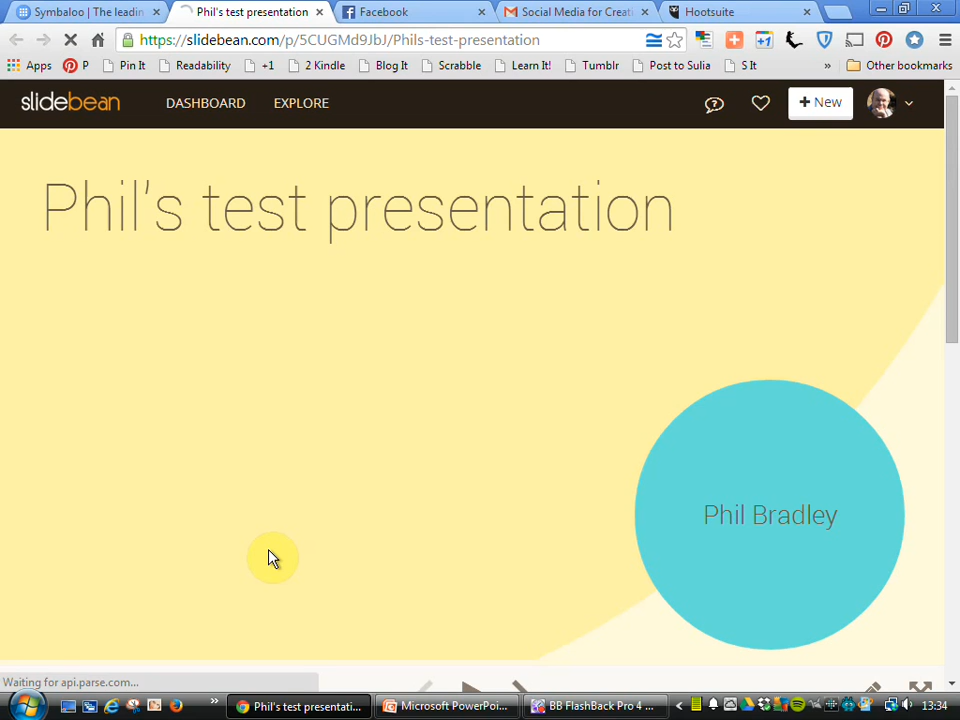 Symbaloo | The leadin
Phil's test presentation
Facebook
Social Media for Creati
Hootsuite
https://slidebean.com/p/5CUGMd9JbJ/Phils-test-presentation
Apps
P
Pin It
Readability
+1
2 Kindle
Blog It
Scrabble
Learn It!
Tumblr
Post to Sulia
S It
»
Other bookmarks
slidebean
DASHBOARD
EXPLORE
+ New
Phil's test presentation
Phil Bradley
Waiting for api.parse.com...
Phil's test presentati...
Microsoft PowerPoi...
BB FlashBack Pro 4 ...
13:34